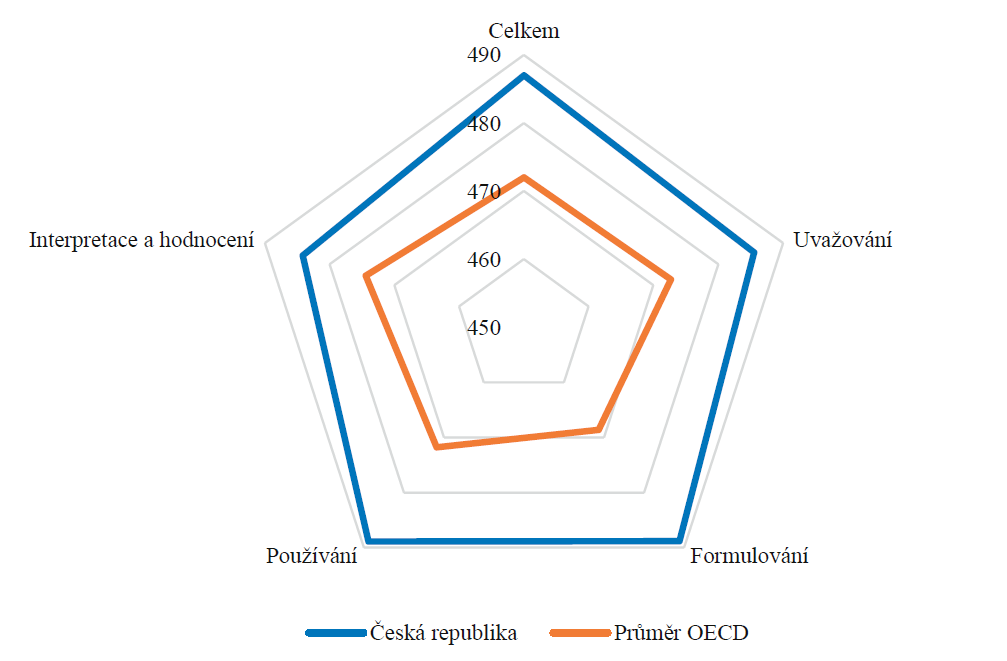 Celkem
490
480
470
460
450
Interpretace a hodnocení
Uvažování
Používání
Formulování
Česká republika
Průměr OECD